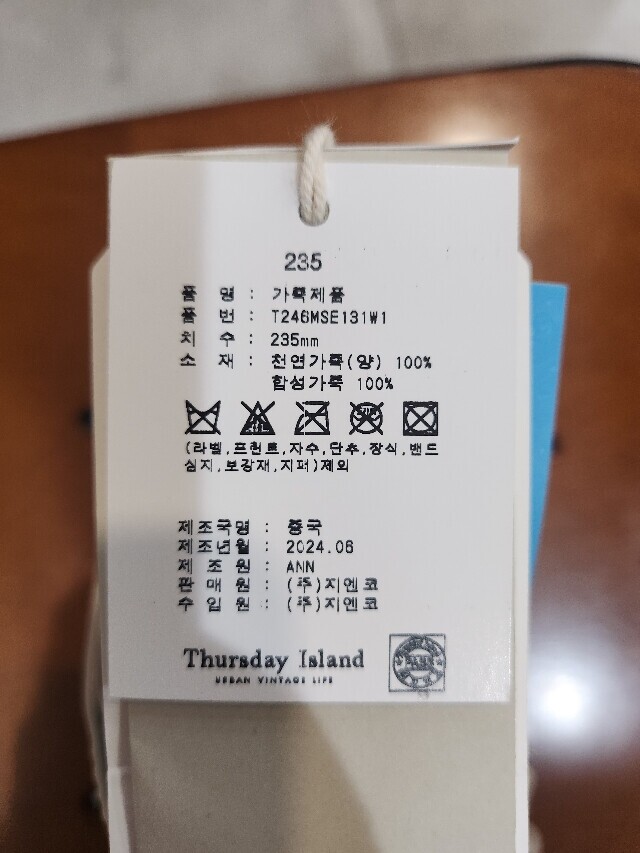 235
품 명 : 가죽제품
품 번 : T246MSE131W1
치 수 : 235mm
소 재 : 천연가죽(양) 100%
합성가죽 100%
(라벨,프린트,자수,단추,장식,밴드
심지,보강재,지퍼)제외
제조국명 : 중국
제조년월 : 2024.06
제 조 원 : ANN
판 매 원 : (주)지엔코
수 입 원 : (주)지엔코
Thursday Island
URBAN VINTAGE LIFE